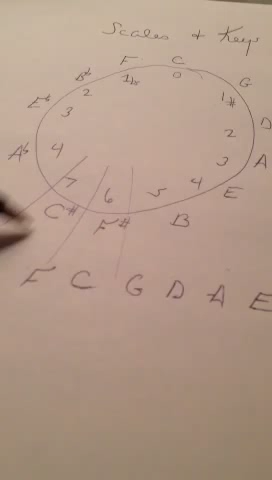 Scales & Keys
F C G
B♭ 1b 0 1# D
E♭ 2 2 A
3 3
A♭ 4 4 E
7 6 5 B
C# F#
F C G D A E